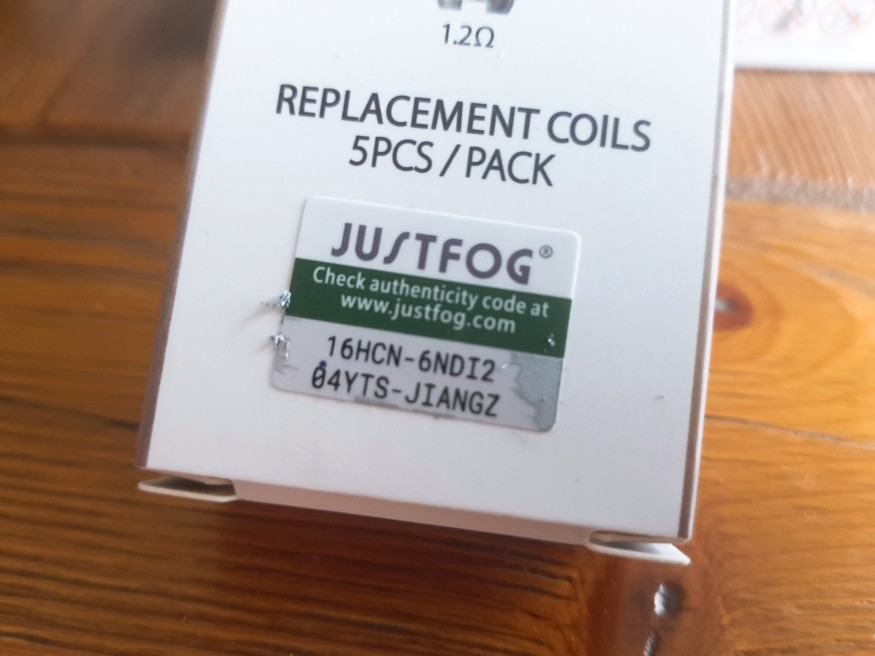 1.2Ω
REPLACEMENT COILS
5PCS / PACK
JUSTFOG®
Check authenticity code at
www.justfog.com
16HCN-6NDI2
04YTS-JIANGZ